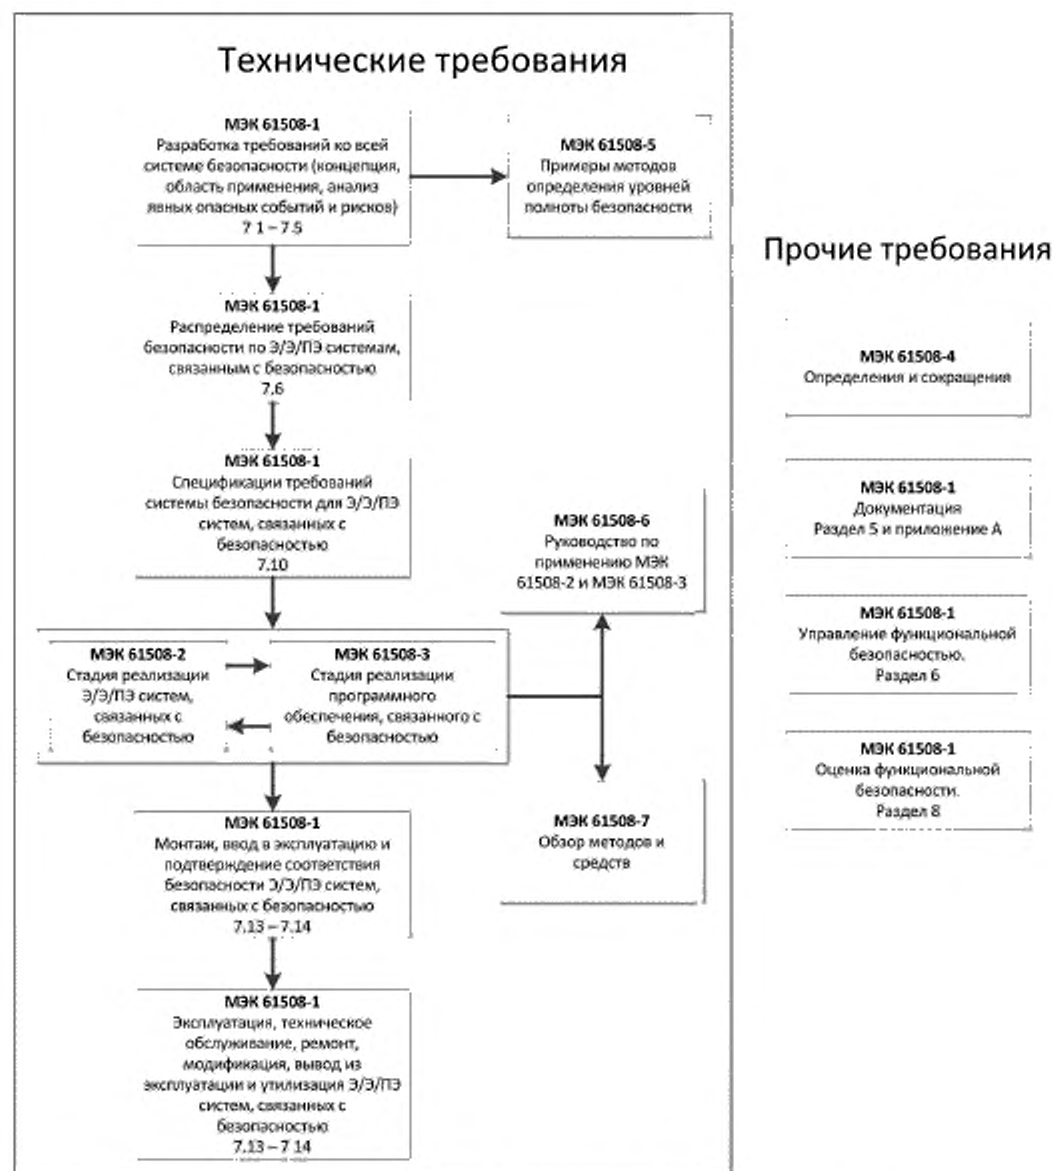 Технические требования
МЭК 61508-1
Разработка требований ко всей
системе безопасности (концепция,
область применения, анализ
явных опасных событий и рисков)
7 1 – 7 5
МЭК 61508-5
Примеры методов
определения уровней
полноты безопасности
МЭК 61508-1
Распределение требований
безопасности по Э/Э/ПЭ системам,
связанным с безопасностью
7.6
МЭК 61508-1
Спецификации требований
системы безопасности для Э/Э/ПЭ
систем, связанных с
безопасностью
7.10
МЭК 61508-6
Руководство по
применению МЭК
61508-2 и МЭК 61508-3
МЭК 61508-2
Стадия реализации
Э/Э/ПЭ систем,
связанных с
безопасностью
МЭК 61508-3
Стадия реализации
программного
обеспечения, связанного с
безопасностью
МЭК 61508-7
Обзор методов и
средств
МЭК 61508-1
Монтаж, ввод в эксплуатацию и
подтверждение соответствия
безопасности Э/Э/ПЭ систем,
связанных с безопасностью
7.13 – 7.14
МЭК 61508-1
Эксплуатация, техническое
обслуживание, ремонт,
модификация, вывод из
эксплуатации и утилизация Э/Э/ПЭ
систем, связанных с
безопасностью
7.13 – 7 14
Прочие требования
МЭК 61508-4
Определения и сокращения
МЭК 61508-1
Документация
Раздел 5 и приложение А
МЭК 61508-1
Управление функциональной
безопасностью.
Раздел 6
МЭК 61508-1
Оценка функциональной
безопасности.
Раздел 8